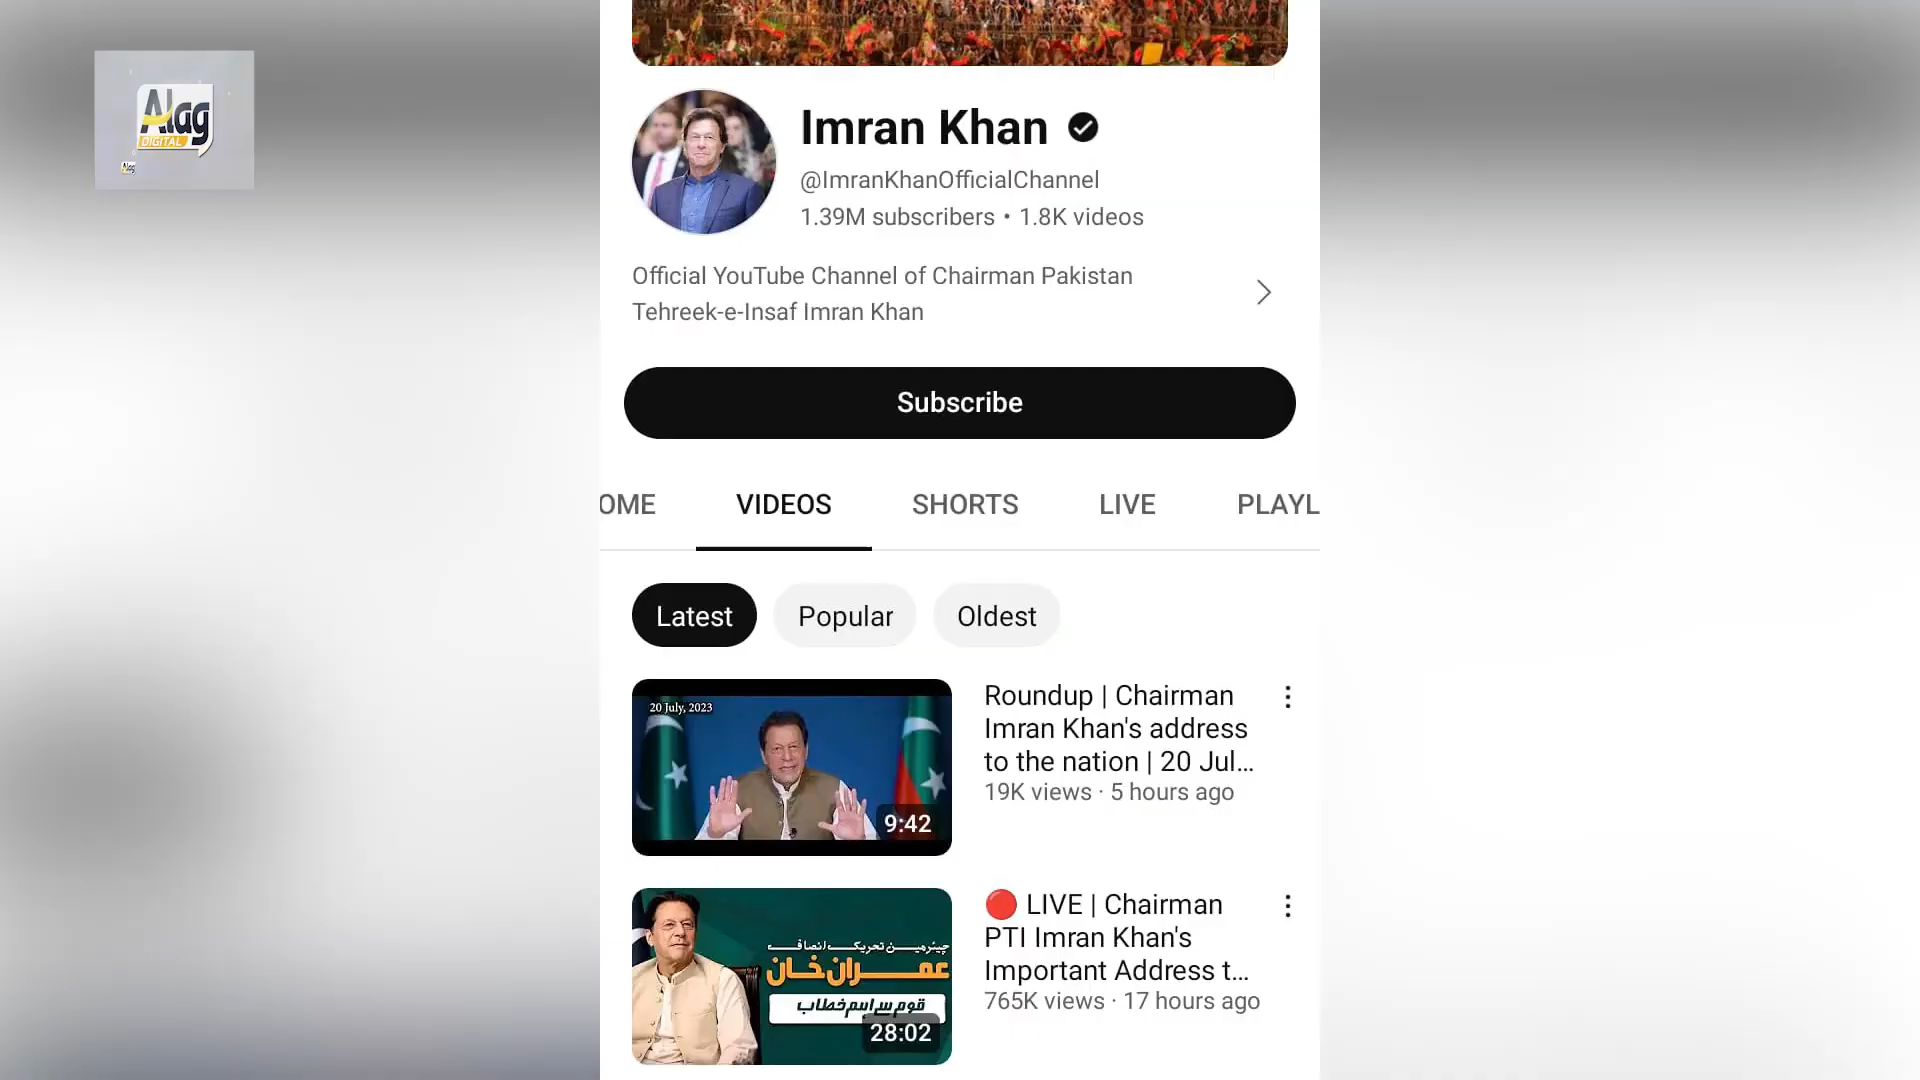 Alag
DIGITAL
Alag
Imran Khan
@ImranKhanOfficialChannel
1.39M subscribers • 1.8K videos
Official YouTube Channel of Chairman Pakistan
Tehreek-e-Insaf Imran Khan
Subscribe
OME VIDEOS SHORTS LIVE PLAYL
Latest Popular Oldest
20 July, 2023
9:42
Roundup | Chairman
Imran Khan's address
to the nation | 20 Jul...
19K views · 5 hours ago
چیئرمین تحریک انصاف
عمران خان
قوم سے اہم خطاب
28:02
🔴 LIVE | Chairman
PTI Imran Khan's
Important Address t...
765K views · 17 hours ago